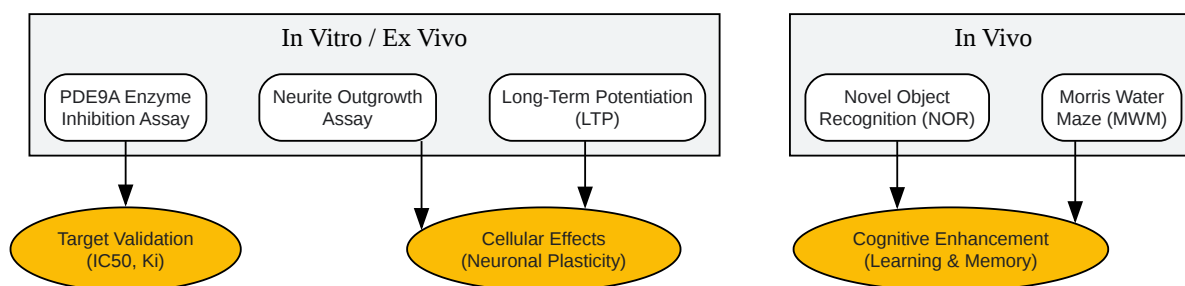 In Vitro / Ex Vivo
PDE9A Enzyme
Inhibition Assay
Neurite Outgrowth
Assay
Long-Term Potentiation
(LTP)
Target Validation
(IC50, Ki)
Cellular Effects
(Neuronal Plasticity)
In Vivo
Novel Object
Recognition (NOR)
Morris Water
Maze (MWM)
Cognitive Enhancement
(Learning & Memory)